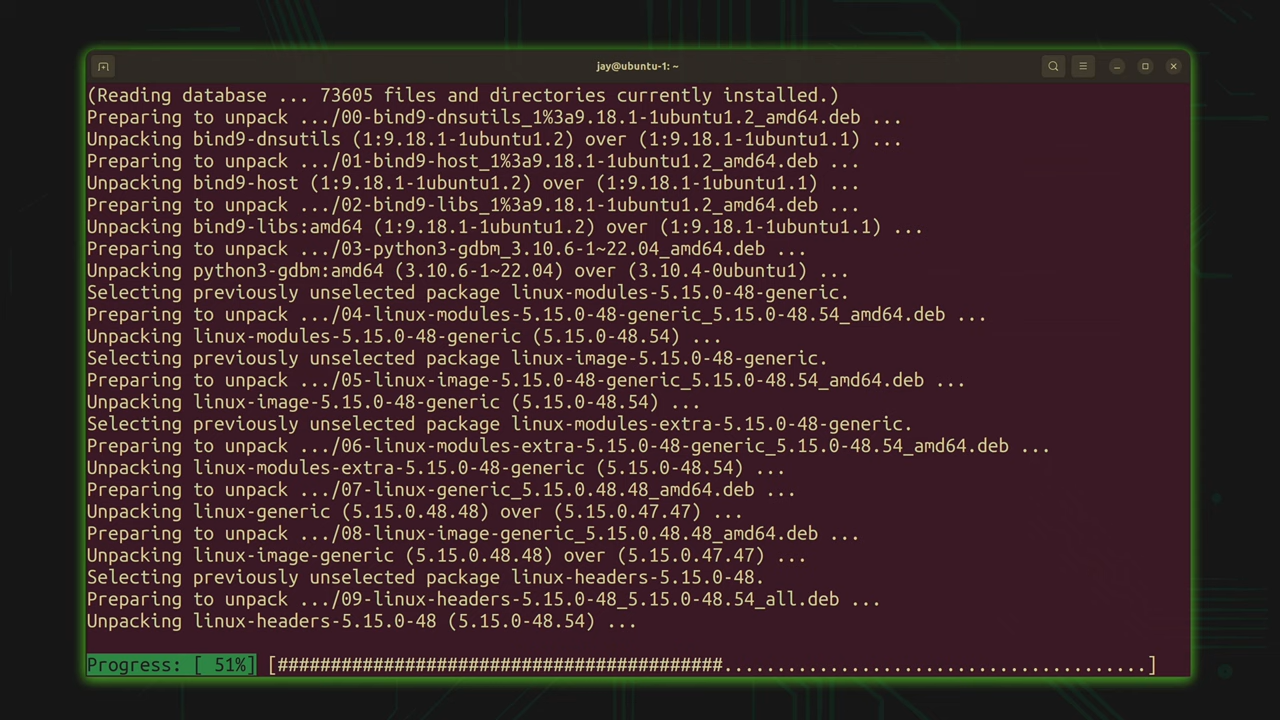 jay@ubuntu-1: ~
(Reading database ... 73605 files and directories currently installed.)
Preparing to unpack .../00-bind9-dnsutils_1%3a9.18.1-1ubuntu1.2_amd64.deb ...
Unpacking bind9-dnsutils (1:9.18.1-1ubuntu1.2) over (1:9.18.1-1ubuntu1.1) ...
Preparing to unpack .../01-bind9-host_1%3a9.18.1-1ubuntu1.2_amd64.deb ...
Unpacking bind9-host (1:9.18.1-1ubuntu1.2) over (1:9.18.1-1ubuntu1.1) ...
Preparing to unpack .../02-bind9-libs_1%3a9.18.1-1ubuntu1.2_amd64.deb ...
Unpacking bind9-libs:amd64 (1:9.18.1-1ubuntu1.2) over (1:9.18.1-1ubuntu1.1) ...
Preparing to unpack .../03-python3-gdbm_3.10.6-1~22.04_amd64.deb ...
Unpacking python3-gdbm:amd64 (3.10.6-1~22.04) over (3.10.4-0ubuntu1) ...
Selecting previously unselected package linux-modules-5.15.0-48-generic.
Preparing to unpack .../04-linux-modules-5.15.0-48-generic_5.15.0-48.54_amd64.deb ...
Unpacking linux-modules-5.15.0-48-generic (5.15.0-48.54) ...
Selecting previously unselected package linux-image-5.15.0-48-generic.
Preparing to unpack .../05-linux-image-5.15.0-48-generic_5.15.0-48.54_amd64.deb ...
Unpacking linux-image-5.15.0-48-generic (5.15.0-48.54) ...
Selecting previously unselected package linux-modules-extra-5.15.0-48-generic.
Preparing to unpack .../06-linux-modules-extra-5.15.0-48-generic_5.15.0-48.54_amd64.deb ...
Unpacking linux-modules-extra-5.15.0-48-generic (5.15.0-48.54) ...
Preparing to unpack .../07-linux-generic_5.15.0.48.48_amd64.deb ...
Unpacking linux-generic (5.15.0.48.48) over (5.15.0.47.47) ...
Preparing to unpack .../08-linux-image-generic_5.15.0.48.48_amd64.deb ...
Unpacking linux-image-generic (5.15.0.48.48) over (5.15.0.47.47) ...
Selecting previously unselected package linux-headers-5.15.0-48.
Preparing to unpack .../09-linux-headers-5.15.0-48_5.15.0-48.54_all.deb ...
Unpacking linux-headers-5.15.0-48 (5.15.0-48.54) ...
Progress: [ 51%] [##########################################........................................]